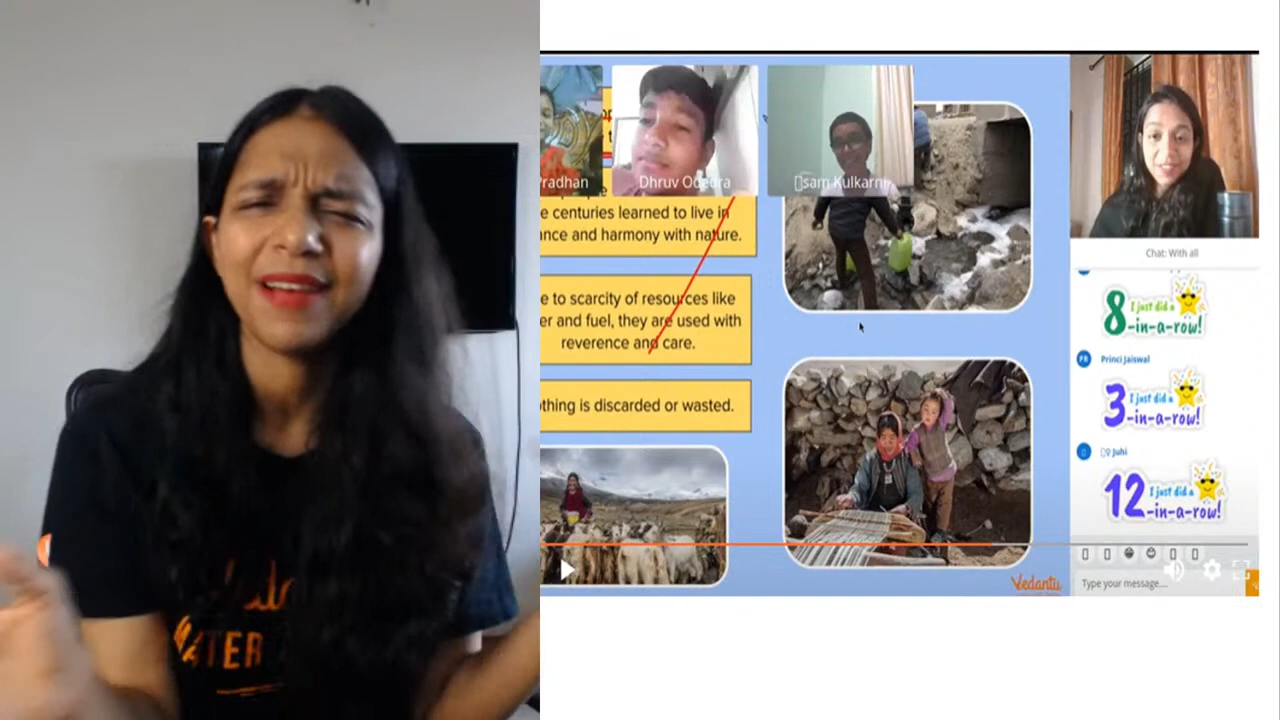 Pradhan
Dhruv Odedra
sam Kulkarni
e centuries learned to live in
ance and harmony with nature.
e to scarcity of resources like
er and fuel, they are used with
reverence and care.
othing is discarded or wasted.
Vedantu
Chat: With all
8 I just did a
-in-a-row!
PR Princi Jaiswal
3 I just did a
-in-a-row!
Juhi
12 I just did a
-in-a-row!
Type your message....